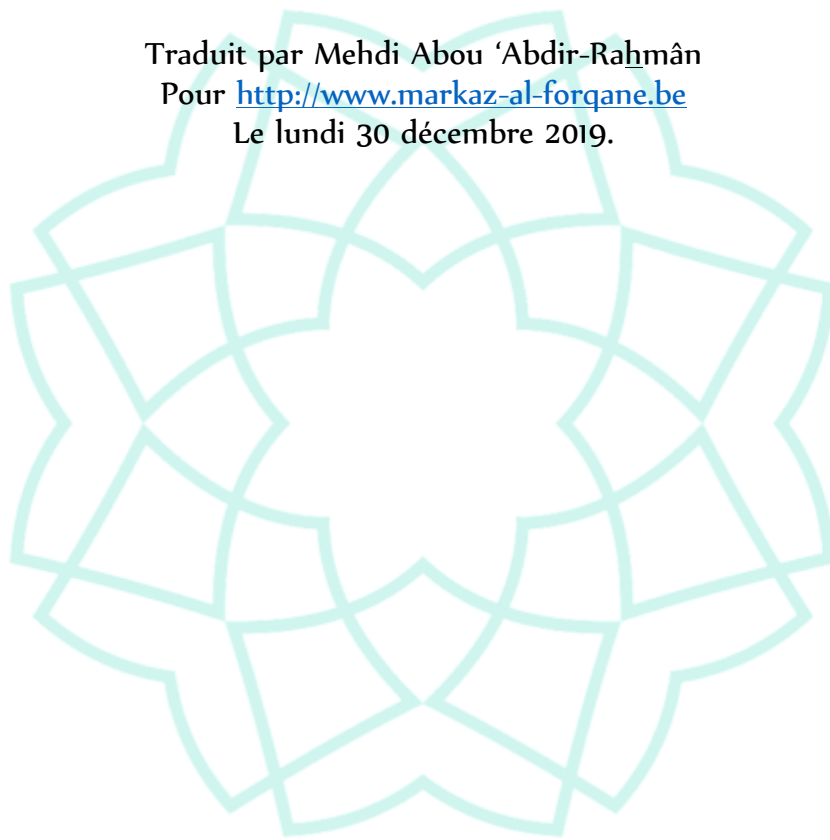 Traduit par Mehdi Abou ‘Abdir-Rahmân
Pour http://www.markaz-al-forqane.be
Le lundi 30 décembre 2019.